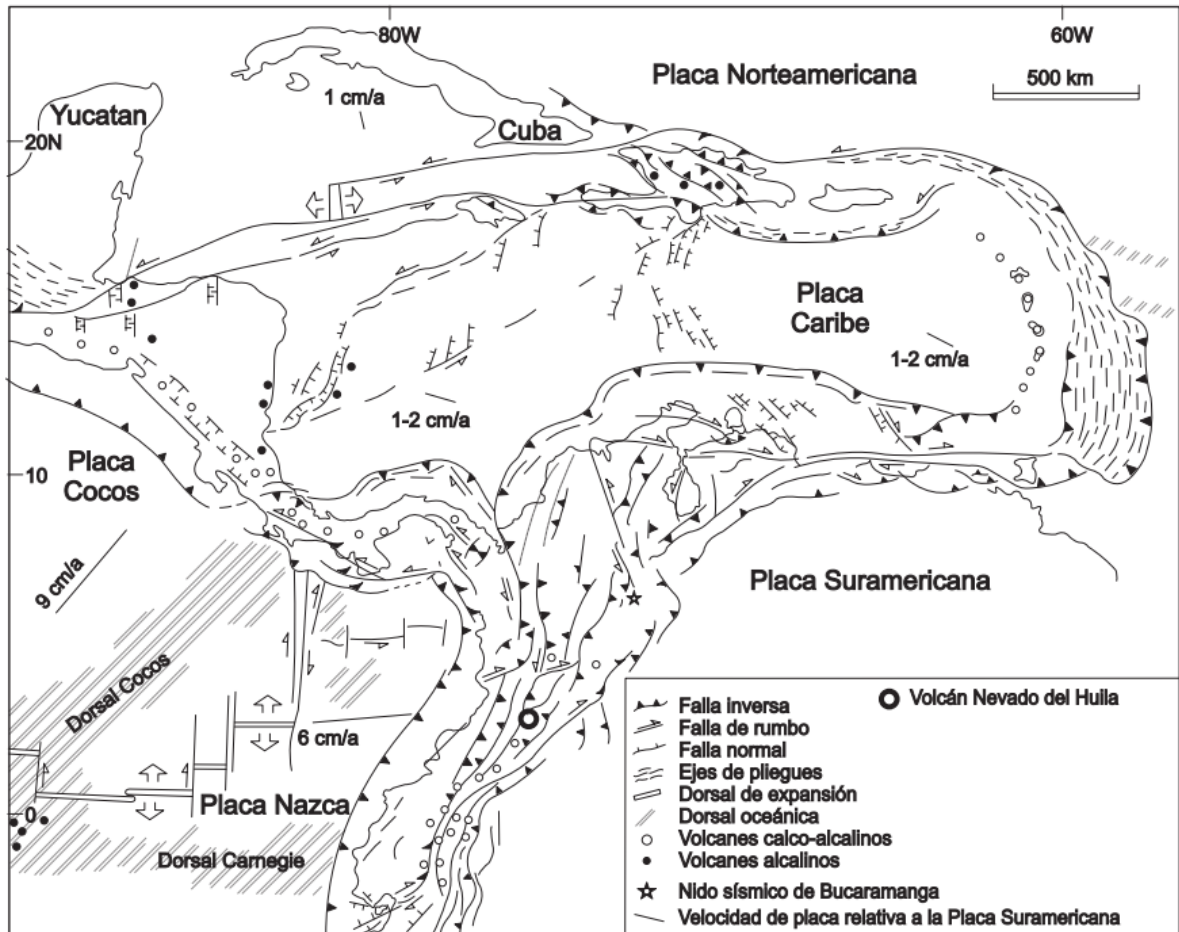 80W
60W
Placa Norteamericana
500 km
Yucatan
1 cm/a
Cuba
20N
Placa
Caribe
1-2 cm/a
1-2 cm/a
Placa
Cocos
10
9 cm/a
Placa Suramericana
Dorsal Cocos
6 cm/a
Placa Nazca
0
Dorsal Carnegie
Falla inversa
Volcán Nevado del Huila
Falla de rumbo
Falla normal
Ejes de pliegues
Dorsal de expansión
Dorsal oceánica
Volcanes calco-alcalinos
Volcanes alcalinos
Nido sísmico de Bucaramanga
Velocidad de placa relativa a la Placa Suramericana